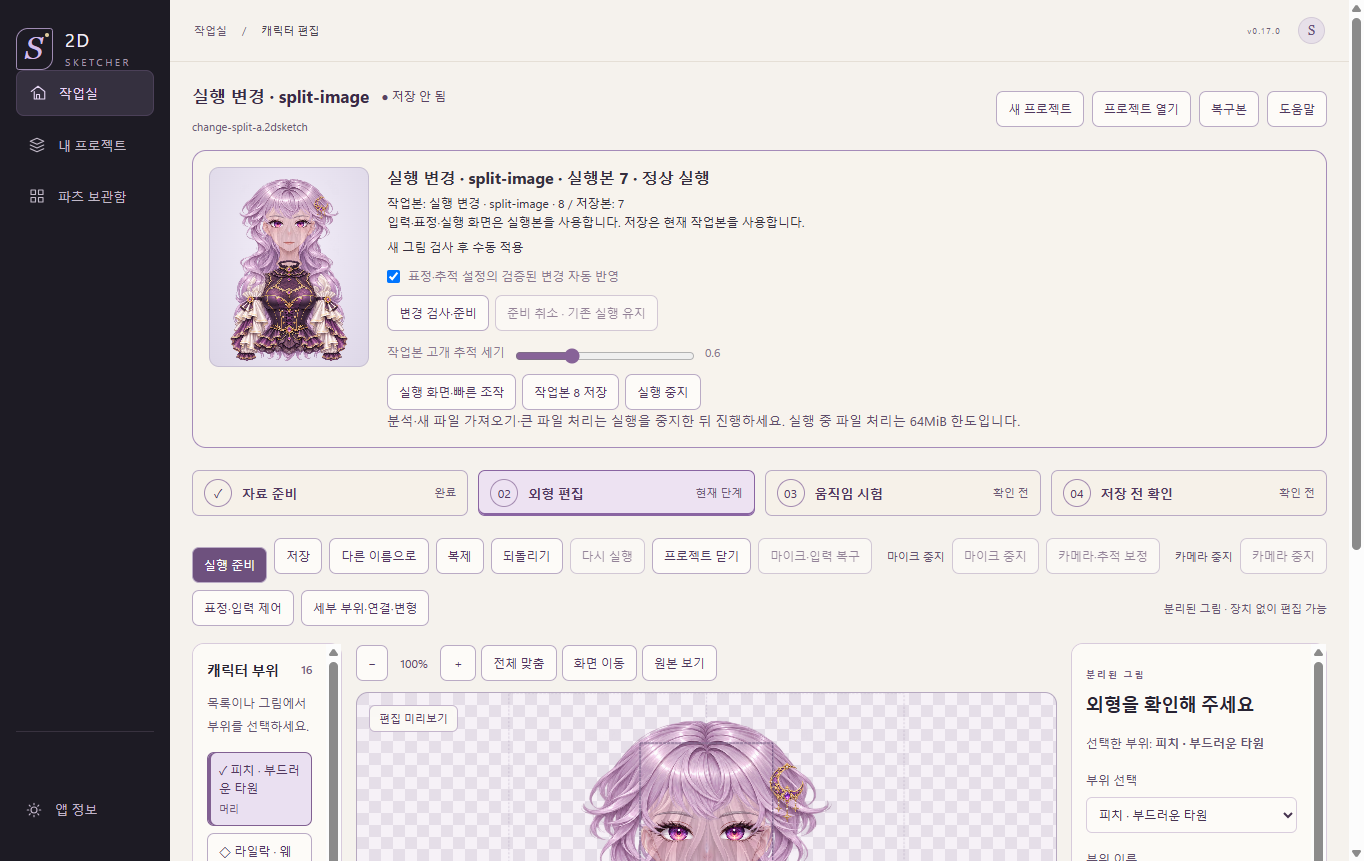 S
2D
SKETCHER
작업실
내 프로젝트
파츠 보관함
앱 정보
작업실 / 캐릭터 편집
v0.17.0
S
실행 변경 · split-image ● 저장 안 됨
change-split-a.2dsketch
새 프로젝트
프로젝트 열기
복구본
도움말
실행 변경 · split-image · 실행본 7 · 정상 실행
작업본: 실행 변경 · split-image · 8 / 저장본: 7
입력·표정·실행 화면은 실행본을 사용합니다. 저장은 현재 작업본을 사용합니다.
새 그림 검사 후 수동 적용
표정·추적 설정의 검증된 변경 자동 반영
변경 검사·준비
준비 취소 · 기존 실행 유지
작업본 고개 추적 세기 0.6
실행 화면·빠른 조작
작업본 8 저장
실행 중지
분석·새 파일 가져오기·큰 파일 처리는 실행을 중지한 뒤 진행하세요. 실행 중 파일 처리는 64MiB 한도입니다.
✓ 자료 준비 완료
02 외형 편집 현재 단계
03 움직임 시험 확인 전
04 저장 전 확인 확인 전
실행 준비
저장
다른 이름으로
복제
되돌리기
다시 실행
프로젝트 닫기
마이크·입력 복구
마이크 중지
마이크 중지
카메라·추적 보정
카메라 중지
카메라 중지
표정·입력 제어
세부 부위·연결·변형
분리된 그림 · 장치 없이 편집 가능
캐릭터 부위 16
목록이나 그림에서
부위를 선택하세요.
✓ 피치 · 부드러
운 타원
머리
◇ 라일락 · 웨
−
100%
+
전체 맞춤
화면 이동
원본 보기
편집 미리보기
분리된 그림
외형을 확인해 주세요
선택한 부위: 피치 · 부드러운 타원
부위 선택
피치 · 부드러운 타원
부위 이름